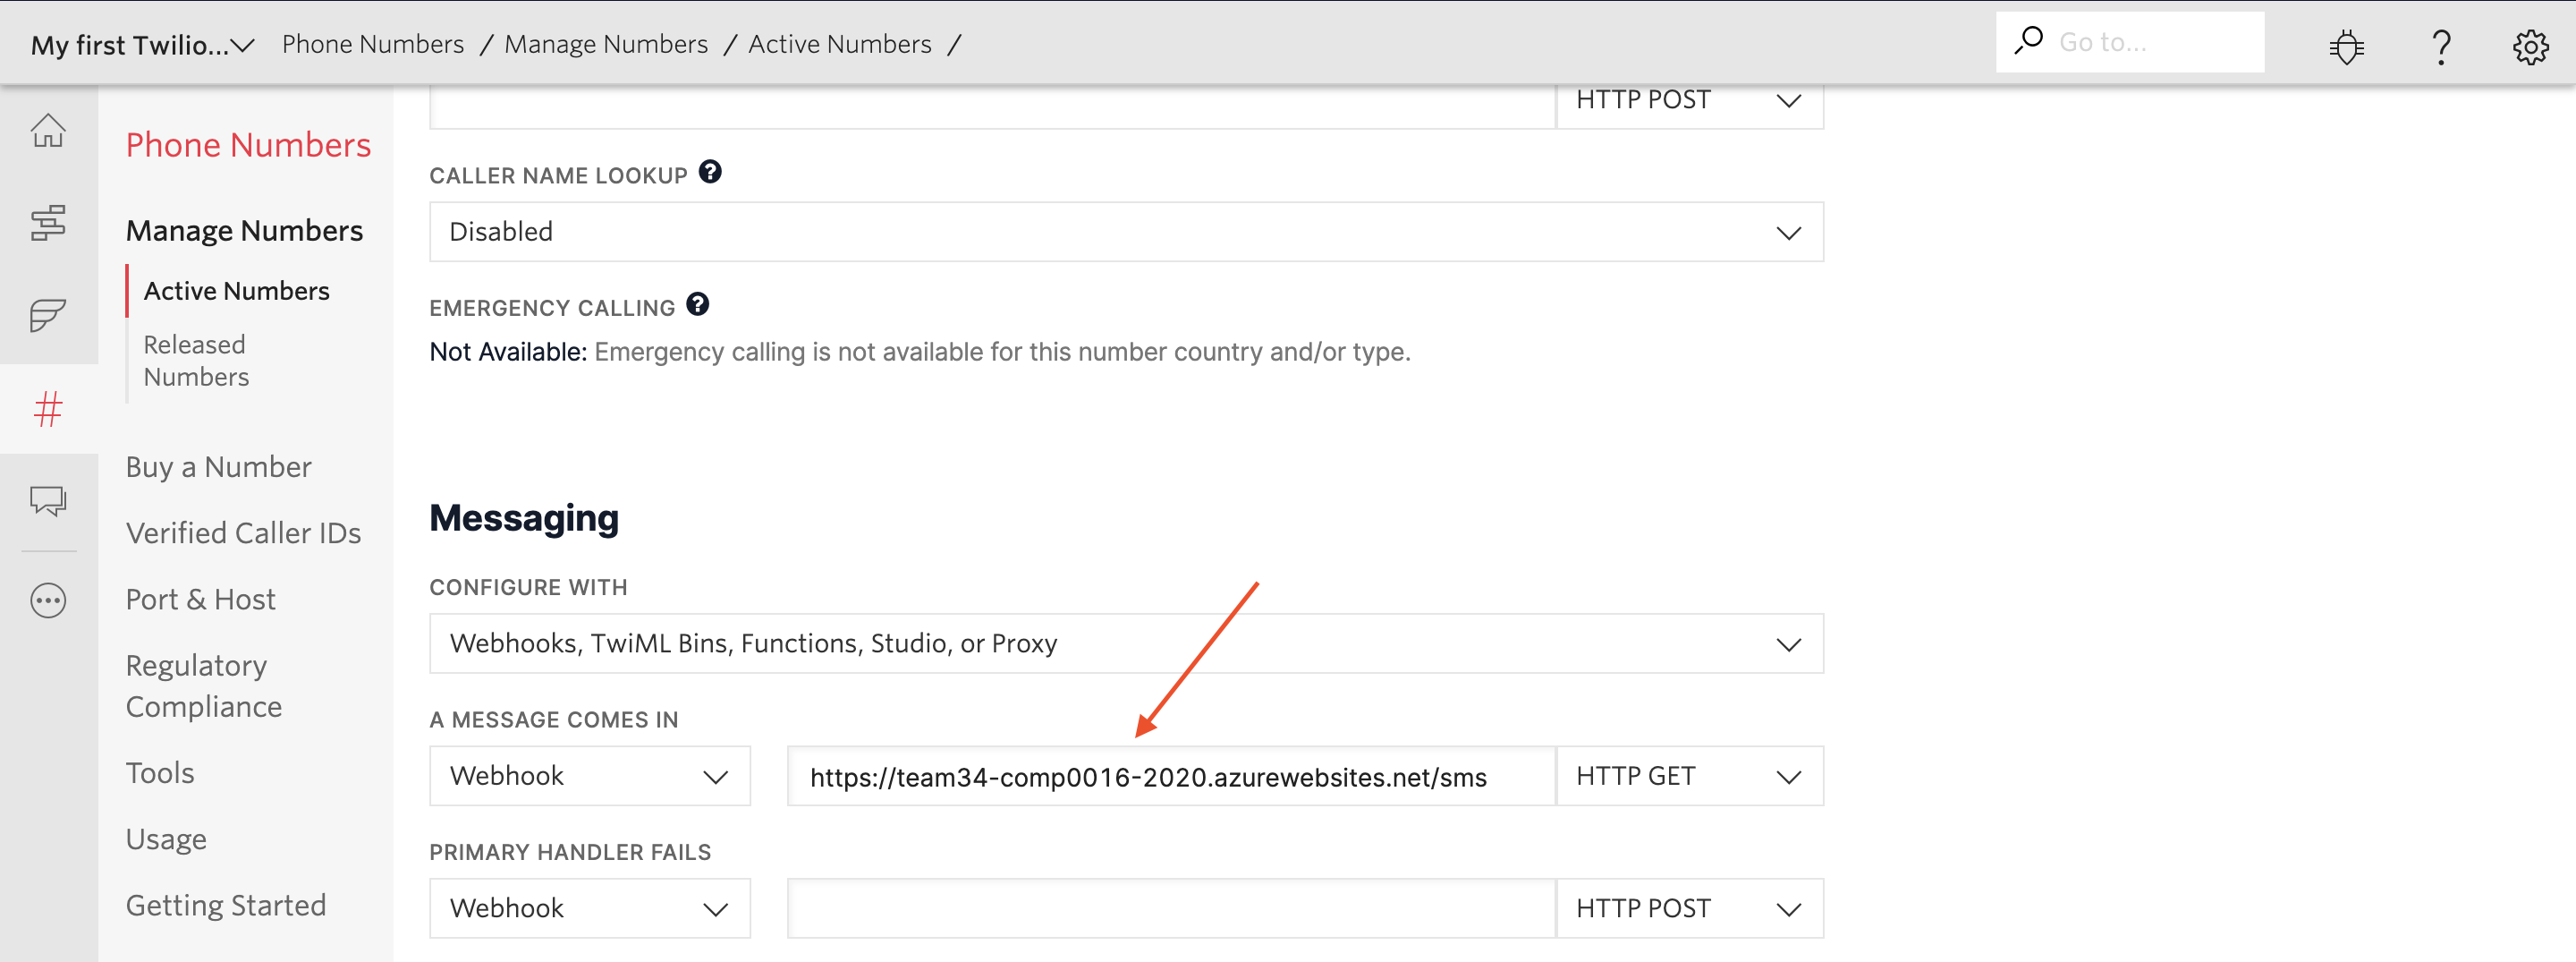 My first Twilio... Phone Numbers / Manage Numbers / Active Numbers /
Go to...
Phone Numbers
Manage Numbers
Active Numbers
Released
Numbers
Buy a Number
Verified Caller IDs
Port & Host
Regulatory
Compliance
Tools
Usage
Getting Started
HTTP POST
CALLER NAME LOOKUP ?
Disabled
EMERGENCY CALLING ?
Not Available: Emergency calling is not available for this number country and/or type.
Messaging
CONFIGURE WITH
Webhooks, TwiML Bins, Functions, Studio, or Proxy
A MESSAGE COMES IN
Webhook https://team34-comp0016-2020.azurewebsites.net/sms HTTP GET
PRIMARY HANDLER FAILS
Webhook HTTP POST